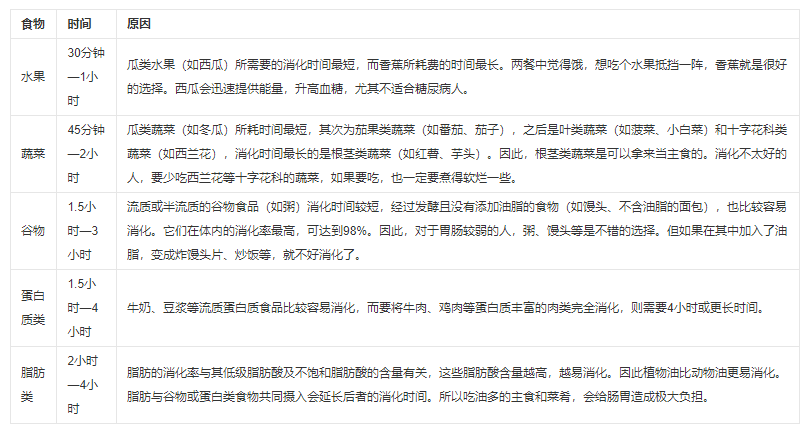 食物 时间 原因
水果
30分钟
—1小
时
瓜类水果（如西瓜）所需要的消化时间最短，而香蕉所耗费的时间最长。两餐中觉得饿，想吃个水果抵挡一阵，香蕉就是很好
的选择。西瓜会迅速提供能量，升高血糖，尤其不适合糖尿病人。
蔬菜
45分钟
—2小
时
瓜类蔬菜（如冬瓜）所耗时间最短，其次为茄果类蔬菜（如番茄、茄子），之后是叶类蔬菜（如菠菜、小白菜）和十字花科类
蔬菜（如西兰花），消化时间最长的是根茎类蔬菜（如红薯、芋头）。因此，根茎类蔬菜是可以拿来当主食的。消化不太好的
人，要少吃西兰花等十字花科的蔬菜，如果要吃，也一定要煮得软烂一些。
谷物
1.5小
时—3
小时
流质或半流质的谷物食品（如粥）消化时间较短，经过发酵且没有添加油脂的食物（如馒头、不含油脂的面包），也比较容易
消化。它们在体内的消化率最高，可达到98%。因此，对于胃肠较弱的人，粥、馒头等是不错的选择。但如果在其中加入了油
脂，变成炸馒头片、炒饭等，就不好消化了。
蛋白
质类
1.5小
时—4
小时
牛奶、豆浆等流质蛋白质食品比较容易消化，而要将牛肉、鸡肉等蛋白质丰富的肉类完全消化，则需要4小时或更长时间。
脂肪
类
2小时
—4小
时
脂肪的消化率与其低级脂肪酸及不饱和脂肪酸的含量有关，这些脂肪酸含量越高，越易消化。因此植物油比动物油更易消化。
脂肪与谷物或蛋白类食物共同摄入会延长后者的消化时间。所以吃油多的主食和菜肴，会给肠胃造成极大负担。